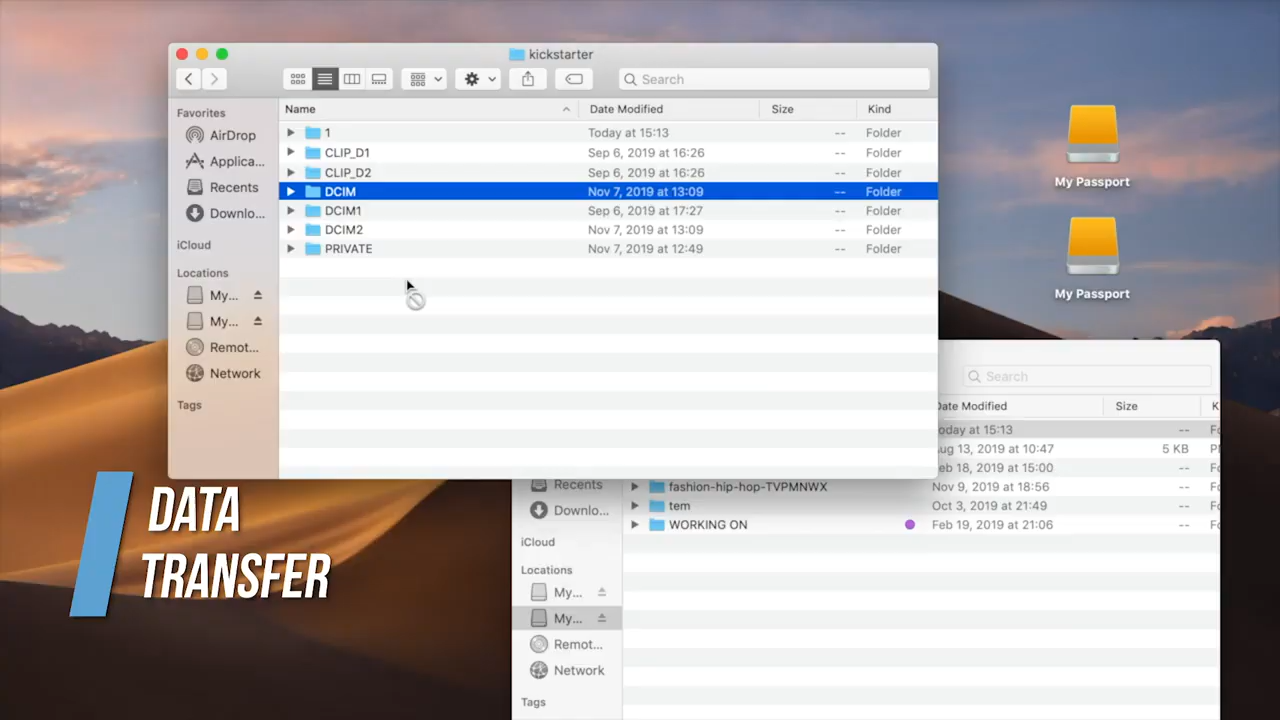 kickstarter
Search
Favorites
AirDrop
Applica...
Recents
Downlo...
iCloud
Locations
My...
My...
Remot...
Network
Tags
Name Date Modified Size Kind
1 Today at 15:13 -- Folder
CLIP_D1 Sep 6, 2019 at 16:26 -- Folder
CLIP_D2 Sep 6, 2019 at 16:26 -- Folder
DCIM Nov 7, 2019 at 13:09 -- Folder
DCIM1 Sep 6, 2019 at 17:27 -- Folder
DCIM2 Nov 7, 2019 at 13:09 -- Folder
PRIVATE Nov 7, 2019 at 12:49 -- Folder
My Passport
My Passport
Search
Date Modified Size K
oday at 15:13 -- Fo
ug 13, 2019 at 10:47 5 KB PN
eb 18, 2019 at 15:00 -- Fo
fashion-hip-hop-TVPMNWX Nov 9, 2019 at 18:56 -- Fo
tem Oct 3, 2019 at 21:49 -- Fo
WORKING ON Feb 19, 2019 at 21:06 -- Fo
Recents
Downlo...
iCloud
Locations
My...
My...
Remot...
Network
Tags
DATA
TRANSFER